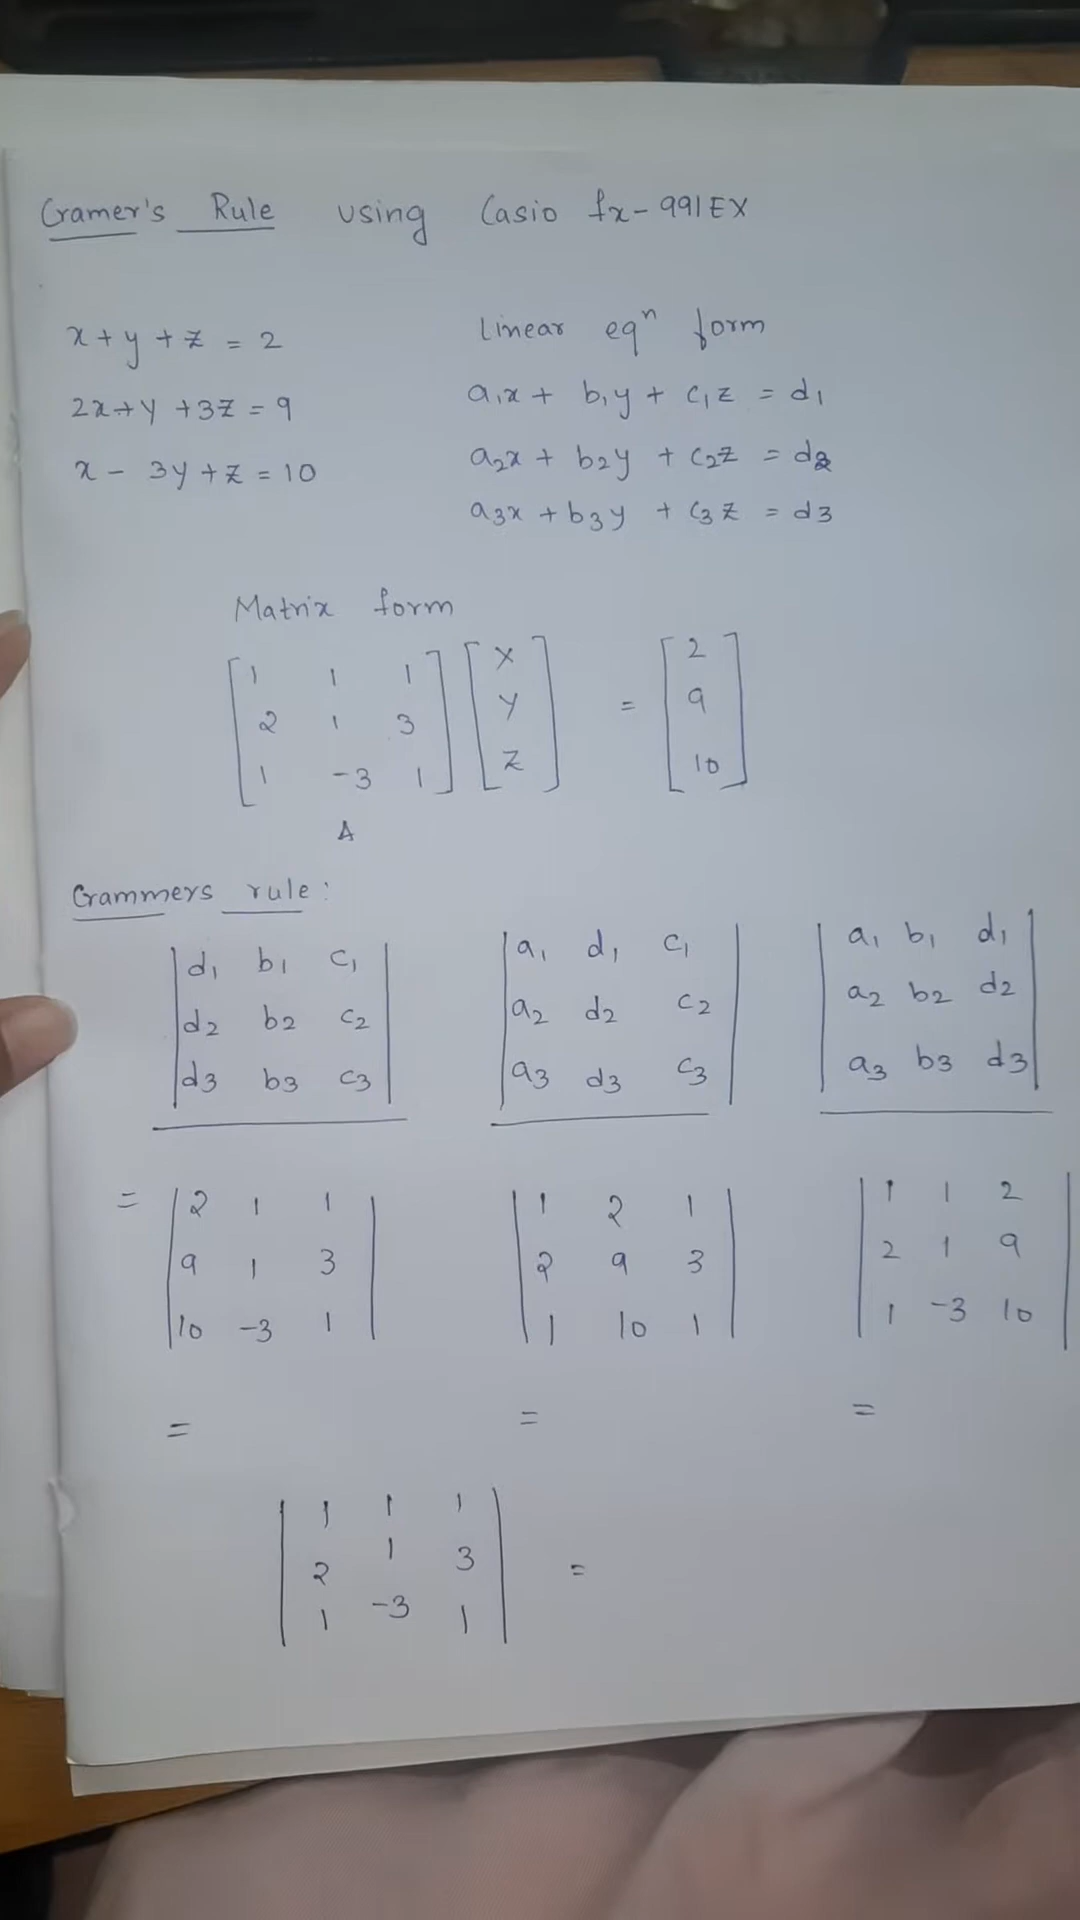 Cramer's Rule using Casio fx-991EX
x + y + z = 2
2x + y + 3z = 9
x - 3y + z = 10
Linear eqⁿ form
a₁x + b₁y + c₁z = d₁
a₂x + b₂y + c₂z = d₂
a₃x + b₃y + c₃z = d₃
Matrix form
[1 1 1] [x] = [2]
[2 1 3] [y] [9]
[1 -3 1] [z] [10]
A
Crammers rule:
|d₁ b₁ c₁| |a₁ d₁ c₁| |a₁ b₁ d₁|
|d₂ b₂ c₂| |a₂ d₂ c₂| |a₂ b₂ d₂|
|d₃ b₃ c₃| |a₃ d₃ c₃| |a₃ b₃ d₃|
= |2 1 1| |1 2 1| |1 1 2|
|9 1 3| |2 9 3| |2 1 9|
|10 -3 1| |1 10 1| |1 -3 10|
= = =
|1 1 1|
|2 1 3| =
|1 -3 1|